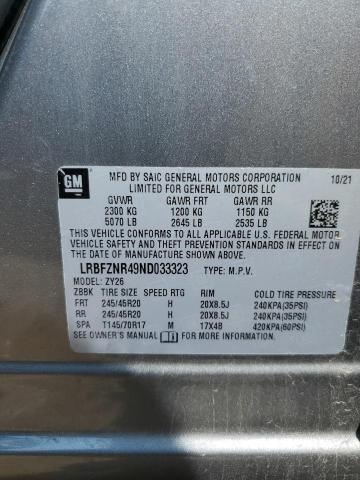 GM
MFD BY SAIC GENERAL MOTORS CORPORATION 10/21
LIMITED FOR GENERAL MOTORS LLC
GVWR GAWR FRT GAWR RR
2300 KG 1200 KG 1150 KG
5070 LB 2645 LB 2535 LB
THIS VEHICLE CONFORMS TO ALL APPLICABLE U.S. FEDERAL MOTOR
VEHICLE SAFETY AND THEFT PREVENTION STANDARDS IN EFFECT ON
THE DATE OF MANUFACTURE SHOWN ABOVE.
LRBFZNR49ND033323 TYPE: M.P.V.
MODEL: ZY26
ZBBK TIRE SIZE SPEED RTG RIM COLD TIRE PRESSURE
FRT 245/45R20 H 20X8.5J 240KPA(35PSI)
RR 245/45R20 H 20X8.5J 240KPA(35PSI)
SPA T145/70R17 M 17X4B 420KPA(60PSI)
SEE OWNER'S MANUAL FOR MORE INFORMATION.